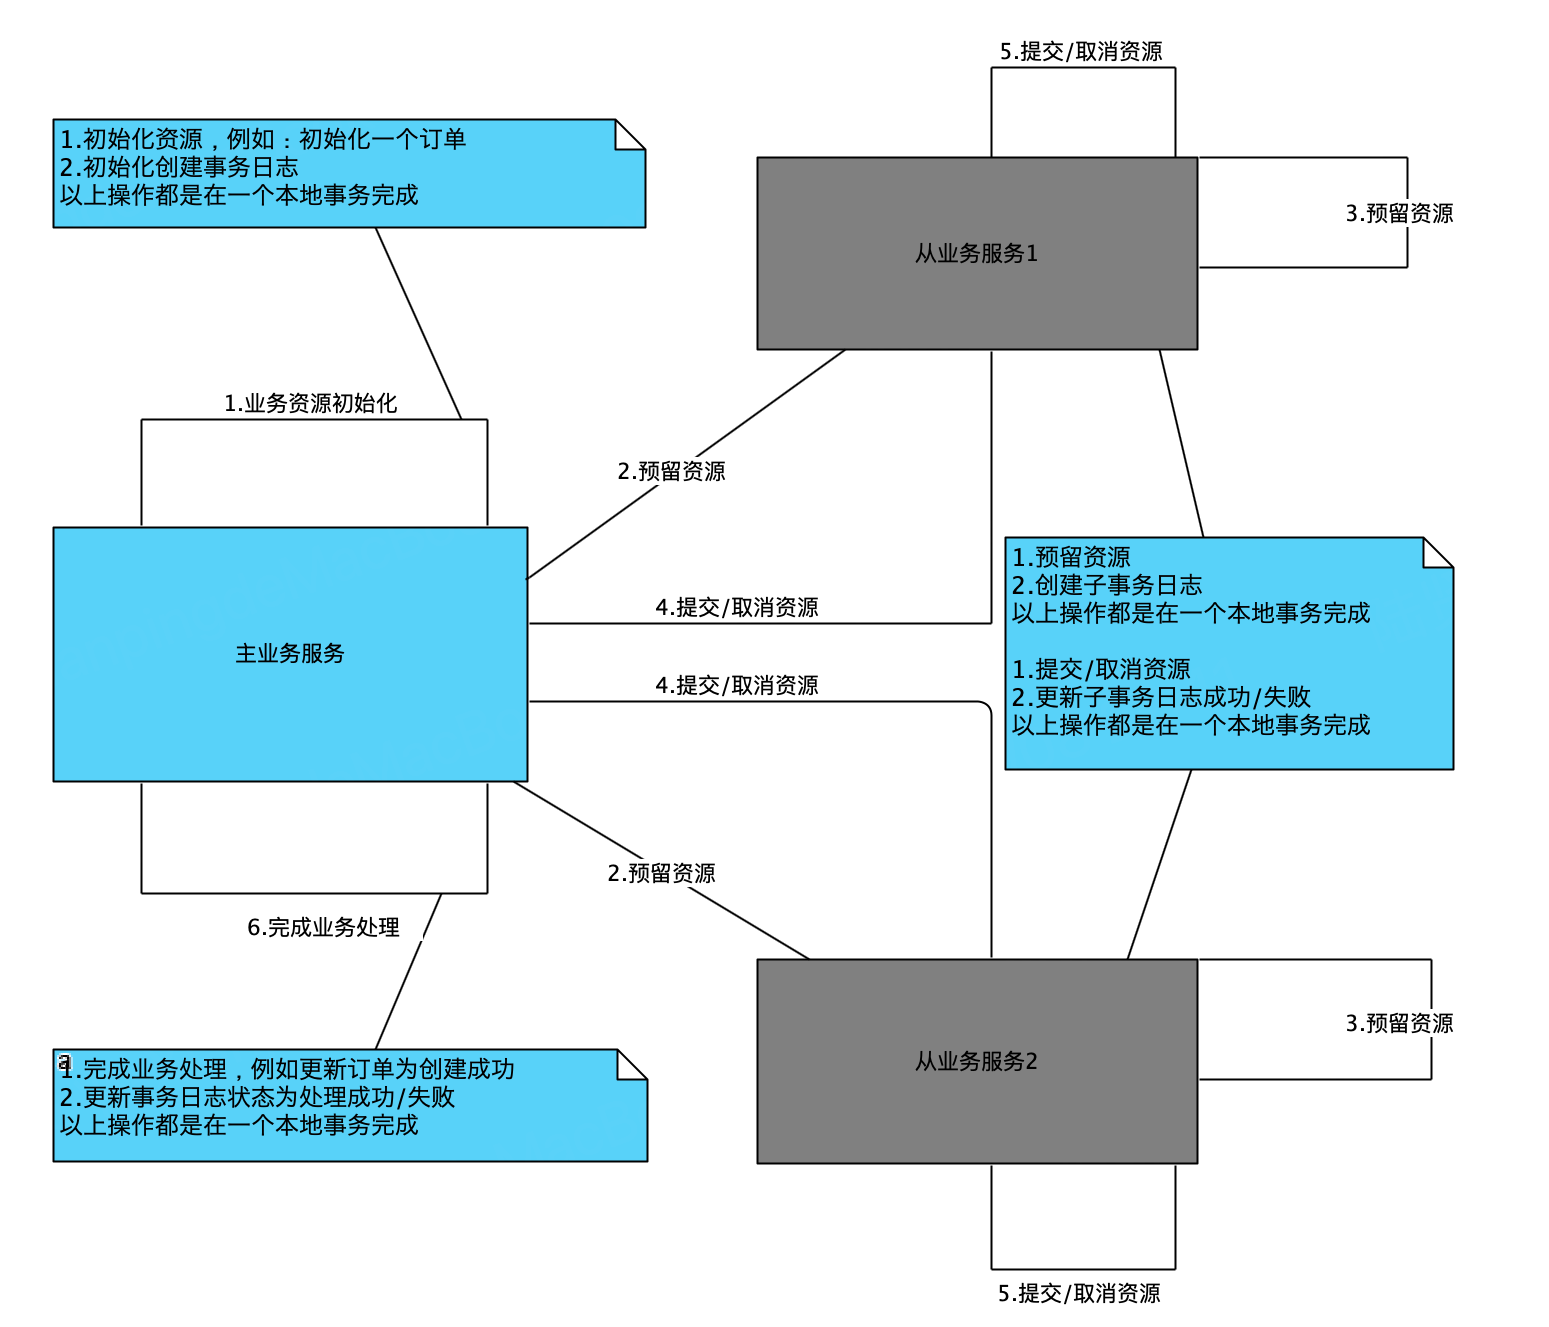 5.提交/取消资源
1.初始化资源，例如：初始化一个订单
2.初始化创建事务日志
以上操作都是在一个本地事务完成
3.预留资源
从业务服务1
1.业务资源初始化
2.预留资源
1.预留资源
2.创建子事务日志
以上操作都是在一个本地事务完成
1.提交/取消资源
2.更新子事务日志成功/失败
以上操作都是在一个本地事务完成
4.提交/取消资源
主业务服务
4.提交/取消资源
2.预留资源
6.完成业务处理
3.预留资源
从业务服务2
1.完成业务处理，例如更新订单为创建成功
2.更新事务日志状态为处理成功/失败
以上操作都是在一个本地事务完成
5.提交/取消资源